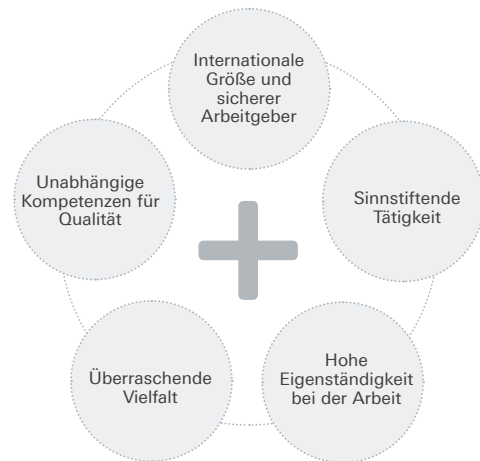 Internationale
Größe und
sicherer
Arbeitgeber
Unabhängige
Kompetenzen für
Qualität
Sinnstiftende
Tätigkeit
Überraschende
Vielfalt
Hohe
Eigenständigkeit
bei der Arbeit